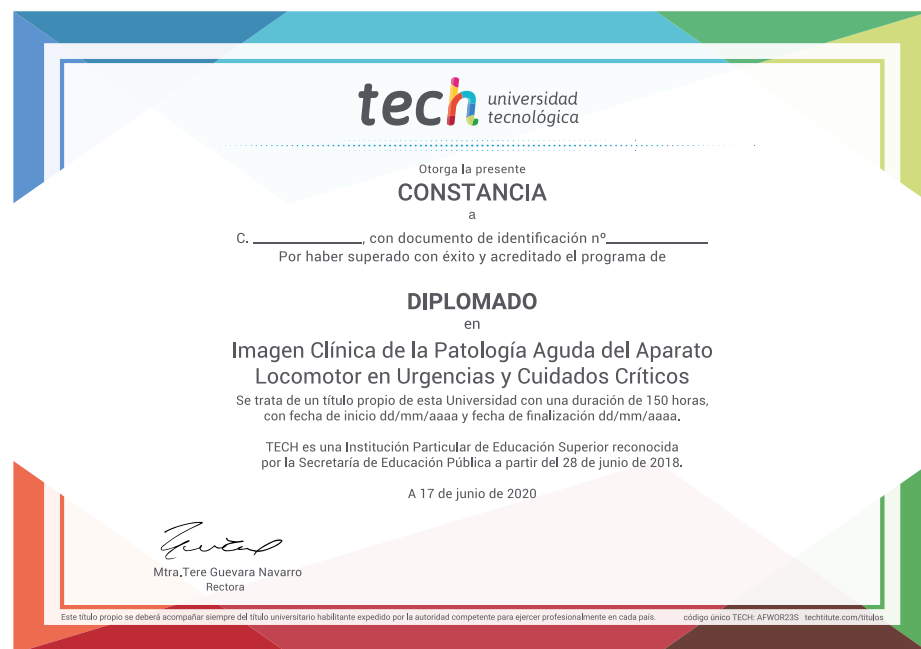 tech universidad
tecnológica
Otorga la presente
CONSTANCIA
a
C. ____________, con documento de identificación nº____________
Por haber superado con éxito y acreditado el programa de
DIPLOMADO
en
Imagen Clínica de la Patología Aguda del Aparato
Locomotor en Urgencias y Cuidados Críticos
Se trata de un título propio de esta Universidad con una duración de 150 horas,
con fecha de inicio dd/mm/aaaa y fecha de finalización dd/mm/aaaa.
TECH es una Institución Particular de Educación Superior reconocida
por la Secretaría de Educación Pública a partir del 28 de junio de 2018.
A 17 de junio de 2020
Mtra.Tere Guevara Navarro
Rectora
Este título propio se deberá acompañar siempre del título universitario habilitante expedido por la autoridad competente para ejercer profesionalmente en cada país. código único TECH: AFWOR23S techtitute.com/titulos